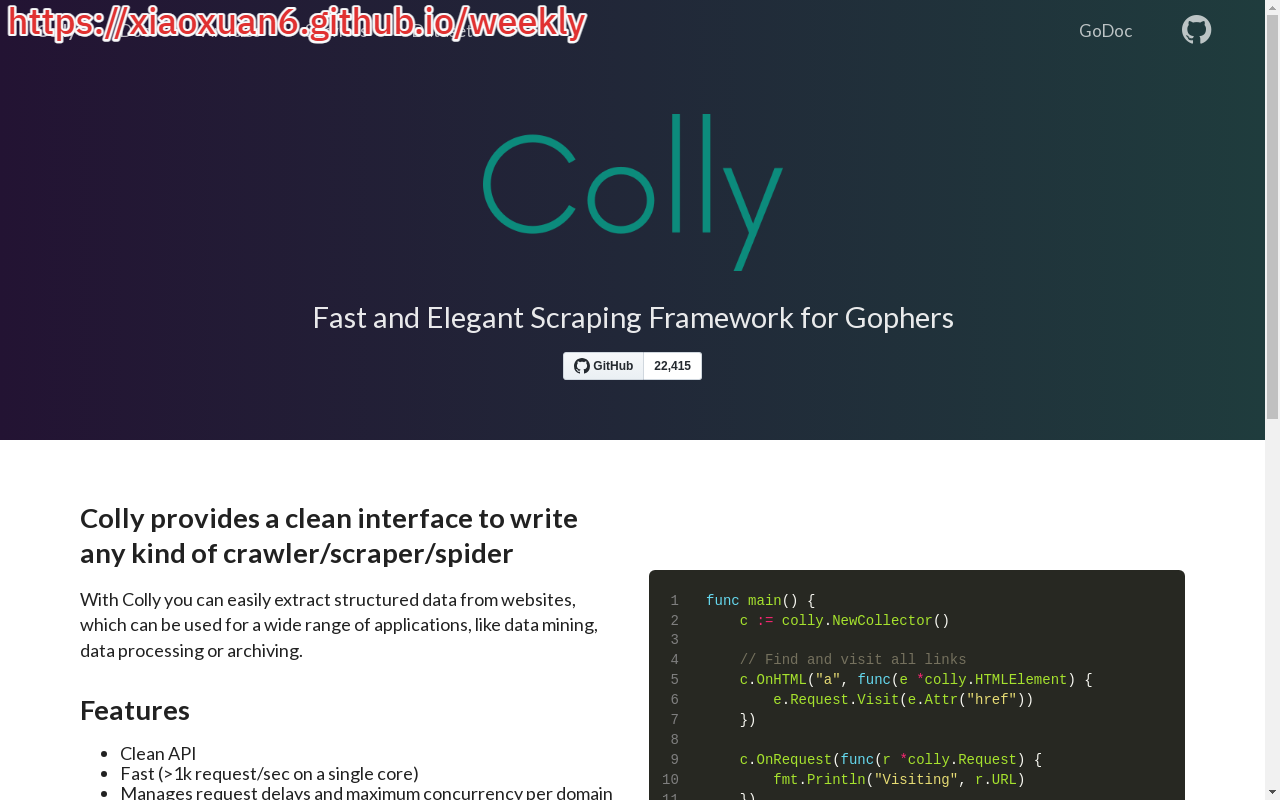 https://xiaoxuan6.github.io/weekly
GoDoc
Colly
Fast and Elegant Scraping Framework for Gophers
GitHub 22,415
Colly provides a clean interface to write
any kind of crawler/scraper/spider
With Colly you can easily extract structured data from websites,
which can be used for a wide range of applications, like data mining,
data processing or archiving.
Features
Clean API
Fast (>1k request/sec on a single core)
Manages request delays and maximum concurrency per domain
1 func main() {
2 c := colly.NewCollector()
3
4 // Find and visit all links
5 c.OnHTML("a", func(e *colly.HTMLElement) {
6 e.Request.Visit(e.Attr("href"))
7 })
8
9 c.OnRequest(func(r *colly.Request) {
10 fmt.Println("Visiting", r.URL)
11 })